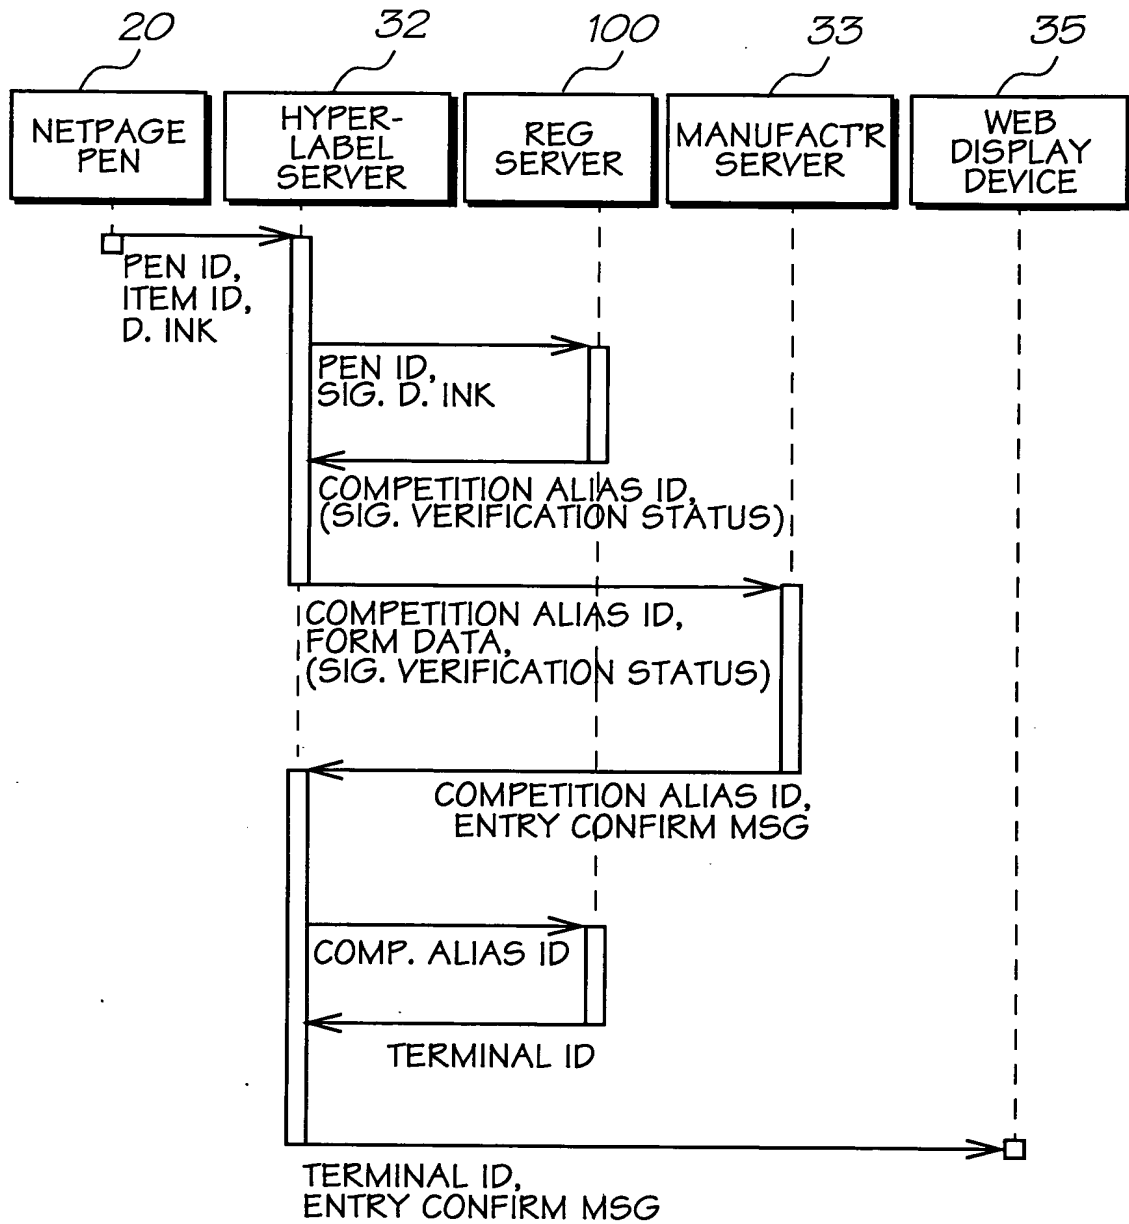 20
32
100
33
35
NETPAGE
PEN
HYPER-
LABEL
SERVER
REG
SERVER
MANUFACT'R
SERVER
WEB
DISPLAY
DEVICE
PEN ID,
ITEM ID,
D. INK
PEN ID,
SIG. D. INK
COMPETITION ALIAS ID,
(SIG. VERIFICATION STATUS)
COMPETITION ALIAS ID,
FORM DATA,
(SIG. VERIFICATION STATUS)
COMPETITION ALIAS ID,
ENTRY CONFIRM MSG
COMP. ALIAS ID
TERMINAL ID
TERMINAL ID,
ENTRY CONFIRM MSG